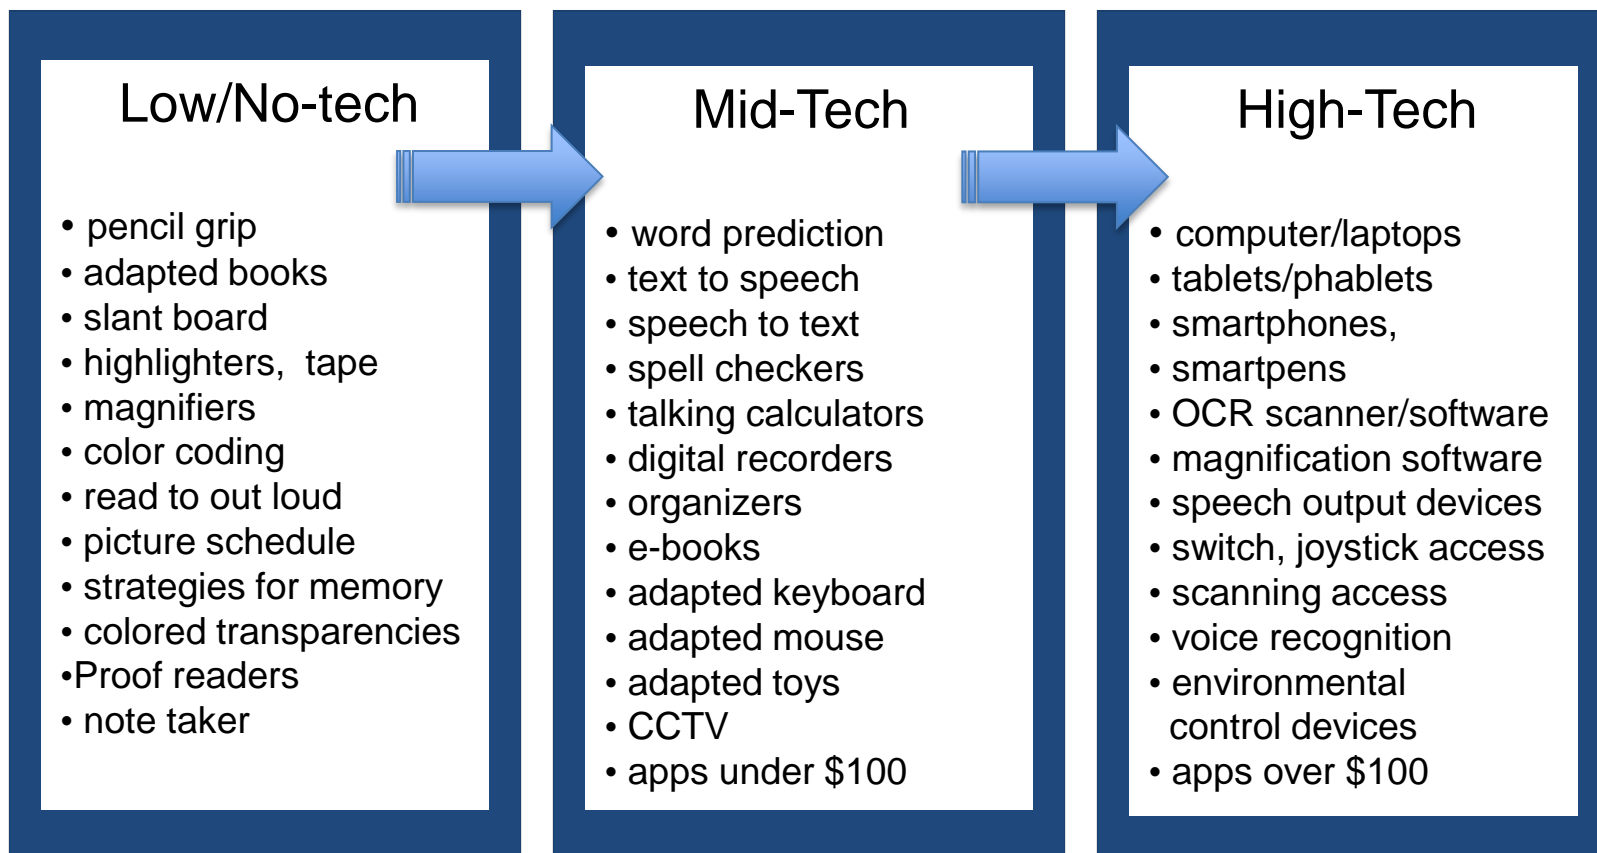 Low/No-tech
• pencil grip
• adapted books
• slant board
• highlighters,  tape
• magnifiers
• color coding
• read to out loud
• picture schedule
• strategies for memory
• colored transparencies
•Proof readers
• note taker
Mid-Tech
• word prediction
• text to speech
• speech to text
• spell checkers
• talking calculators
• digital recorders
• organizers
• e-books
• adapted keyboard
• adapted mouse
• adapted toys
• CCTV
• apps under $100
High-Tech
• computer/laptops
• tablets/phablets
• smartphones,
• smartpens
• OCR scanner/software
• magnification software
• speech output devices
• switch, joystick access
• scanning access
• voice recognition
• environmental
control devices
• apps over $100